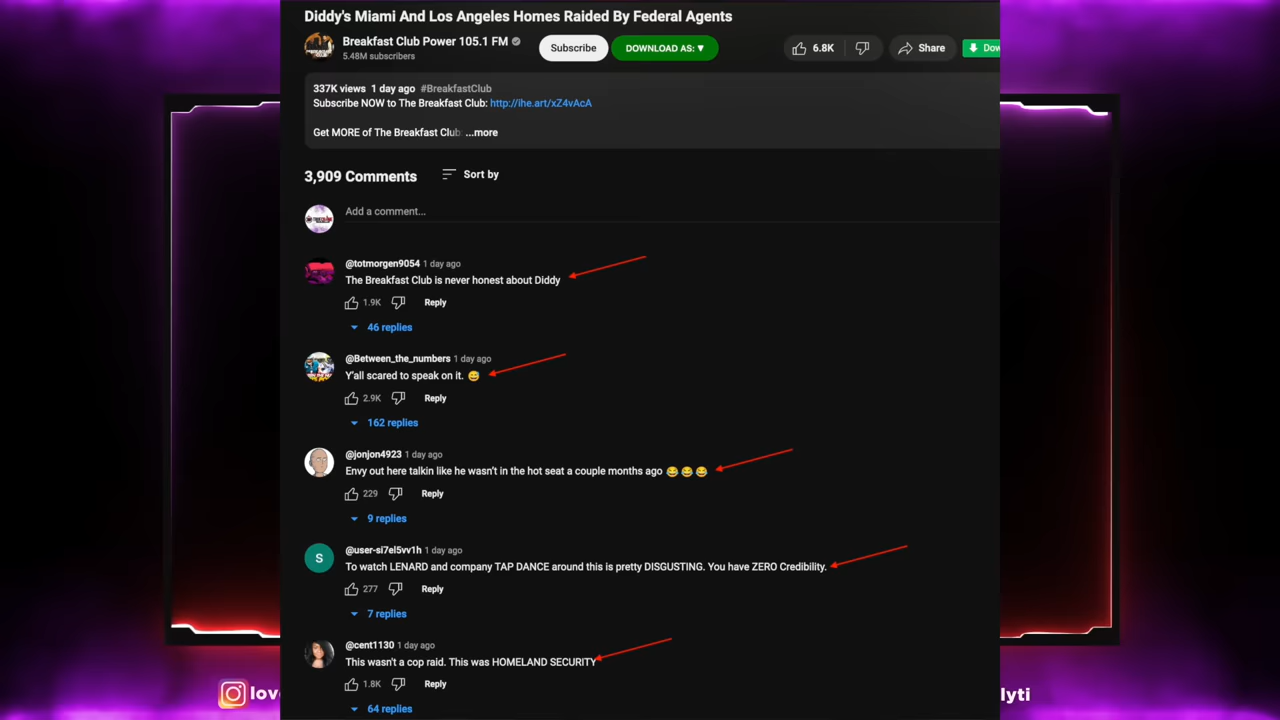 Diddy's Miami And Los Angeles Homes Raided By Federal Agents
Breakfast Club Power 105.1 FM
5.48M subscribers
Subscribe
DOWNLOAD AS: ▼
6.8K
Share
Dow
337K views 1 day ago #BreakfastClub
Subscribe NOW to The Breakfast Club: http://ihe.art/xZ4vAcA
Get MORE of The Breakfast Club ...more
3,909 Comments
Sort by
Add a comment...
@totmorgen9054 1 day ago
The Breakfast Club is never honest about Diddy
1.9K
Reply
46 replies
@Between_the_numbers 1 day ago
Y'all scared to speak on it. 😅
2.9K
Reply
162 replies
@jonjon4923 1 day ago
Envy out here talkin like he wasn't in the hot seat a couple months ago 😂😂😂
229
Reply
9 replies
S
@user-si7el5vv1h 1 day ago
To watch LENARD and company TAP DANCE around this is pretty DISGUSTING. You have ZERO Credibility.
277
Reply
7 replies
@cent1130 1 day ago
This wasn't a cop raid. This was HOMELAND SECURITY
1.8K
Reply
64 replies
love
lyti